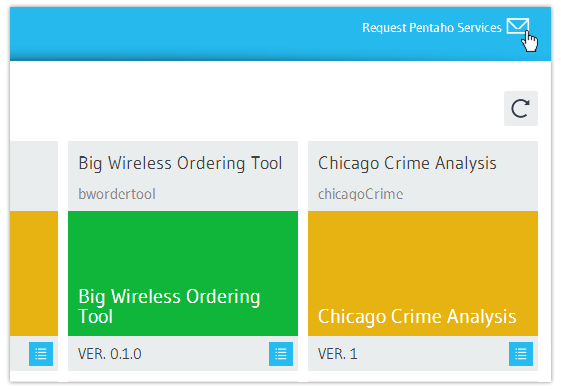 Request Pentaho Services
Big Wireless Ordering Tool
bwordertool
Big Wireless Ordering
Tool
VER. 0.1.0
Chicago Crime Analysis
chicagoCrime
Chicago Crime Analysis
VER. 1